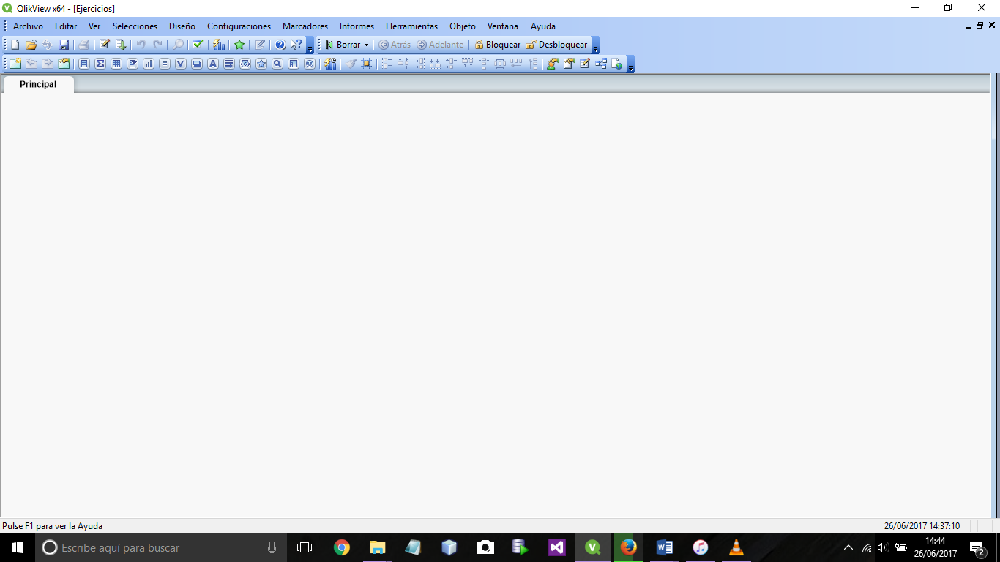 QlikView x64 - [Ejercicios]
Archivo Editar Ver Selecciones Diseño Configuraciones Marcadores Informes Herramientas Objeto Ventana Ayuda
Borrar Atrás Adelante Bloquear Desbloquear
Principal
Pulse F1 para ver la Ayuda 26/06/2017 14:37:10
Escribe aquí para buscar
14:44
26/06/2017
2